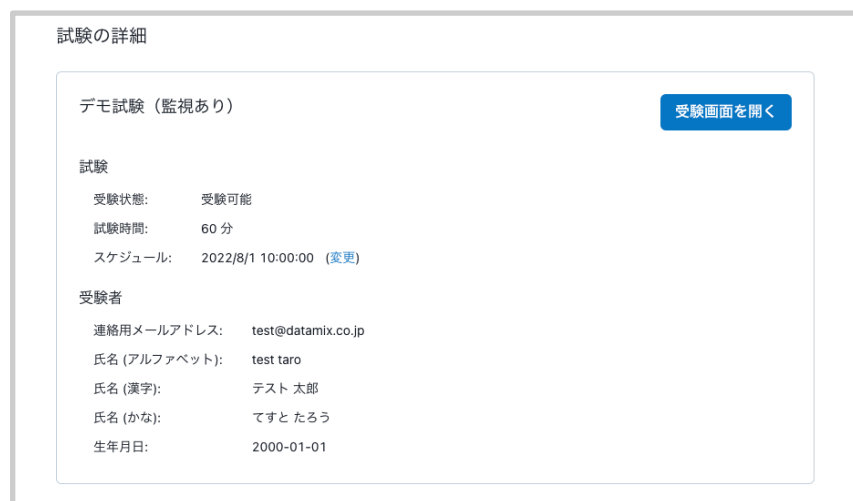 試験の詳細
デモ試験（監視あり）
受験画面を開く
試験
受験状態: 受験可能
試験時間: 60 分
スケジュール: 2022/8/1 10:00:00 (変更)
受験者
連絡用メールアドレス: test@datamix.co.jp
氏名 (アルファベット): test taro
氏名 (漢字): テスト 太郎
氏名 (かな): てすと たろう
生年月日: 2000-01-01